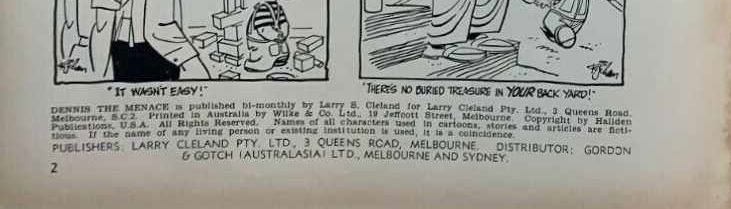 "IT WASN'T EASY!"
"THERE'S NO BURIED TREASURE IN YOUR BACK YARD!"
DENNIS THE MENACE is published bi-monthly by Larry S. Cleland for Larry Cleland Pty. Ltd., 3 Queens Road,
Melbourne, S.C.2. Printed in Australia by Wilke & Co. Ltd., 19 Jeffcott Street, Melbourne. Copyright by Hallden
Publications, U.S.A. All Rights Reserved. Names of all characters used in cartoons, stories and articles are ficti-
tious. If the name of any living person or existing institution is used, it is a coincidence.
PUBLISHERS: LARRY CLELAND PTY. LTD., 3 QUEENS ROAD, MELBOURNE. DISTRIBUTOR: GORDON
& GOTCH (AUSTRALASIA) LTD., MELBOURNE AND SYDNEY.
2